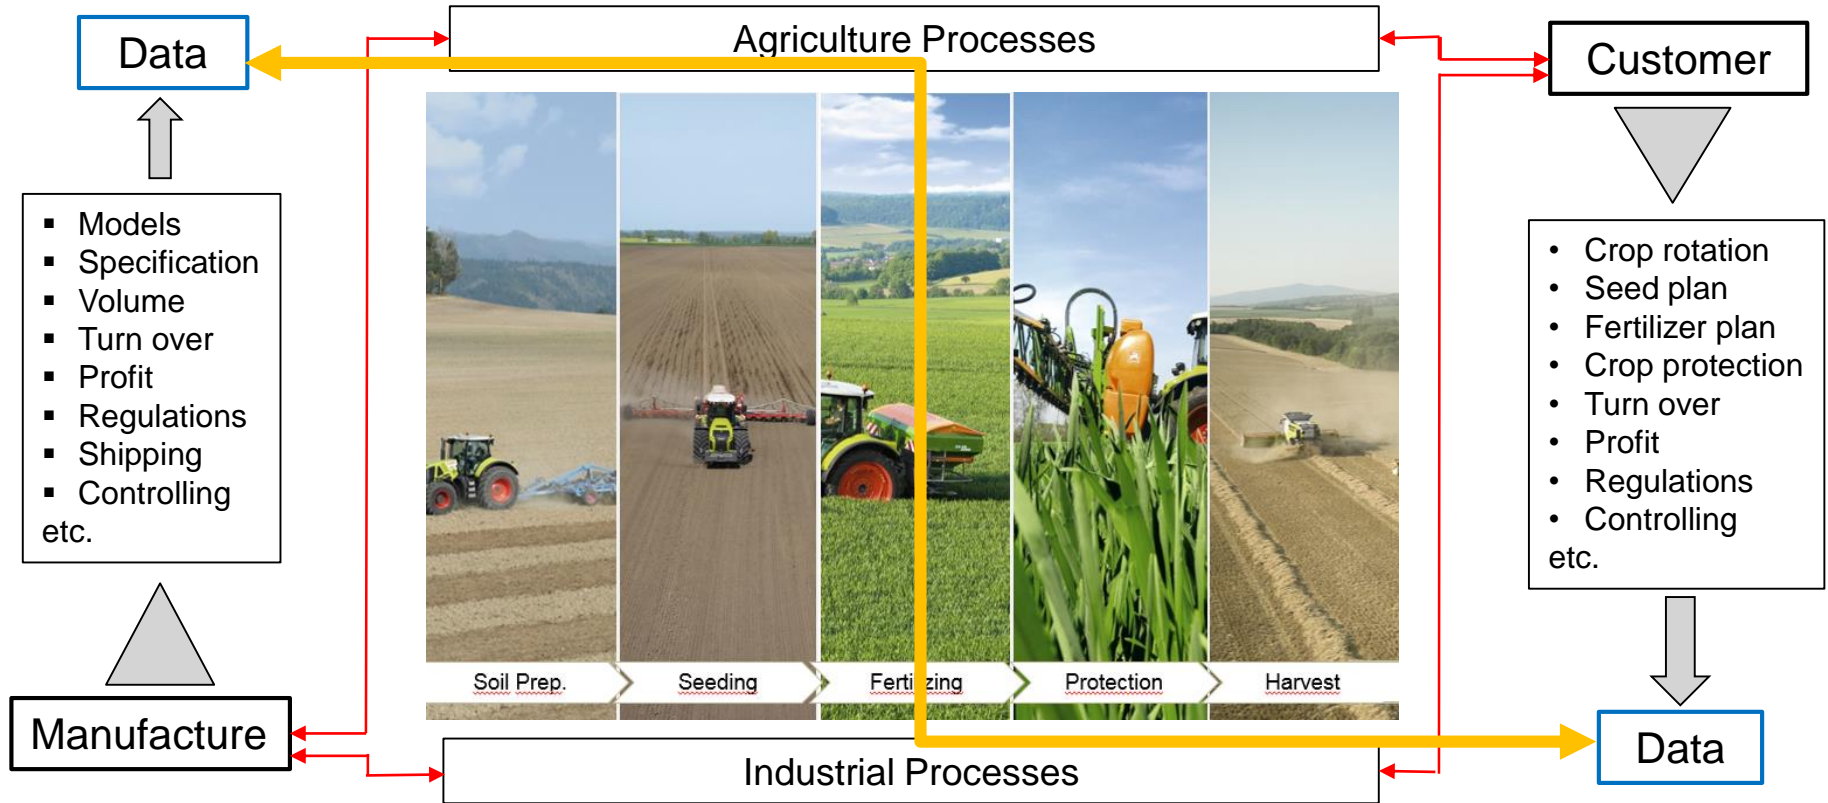 Data
Agriculture Processes
Customer
▪ Models
▪ Specification
▪ Volume
▪ Turn over
▪ Profit
▪ Regulations
▪ Shipping
▪ Controlling
etc.
• Crop rotation
• Seed plan
• Fertilizer plan
• Crop protection
• Turn over
• Profit
• Regulations
• Controlling
etc.
Soil Prep.
Seeding
Fertilizing
Protection
Harvest
Manufacture
Industrial Processes
Data